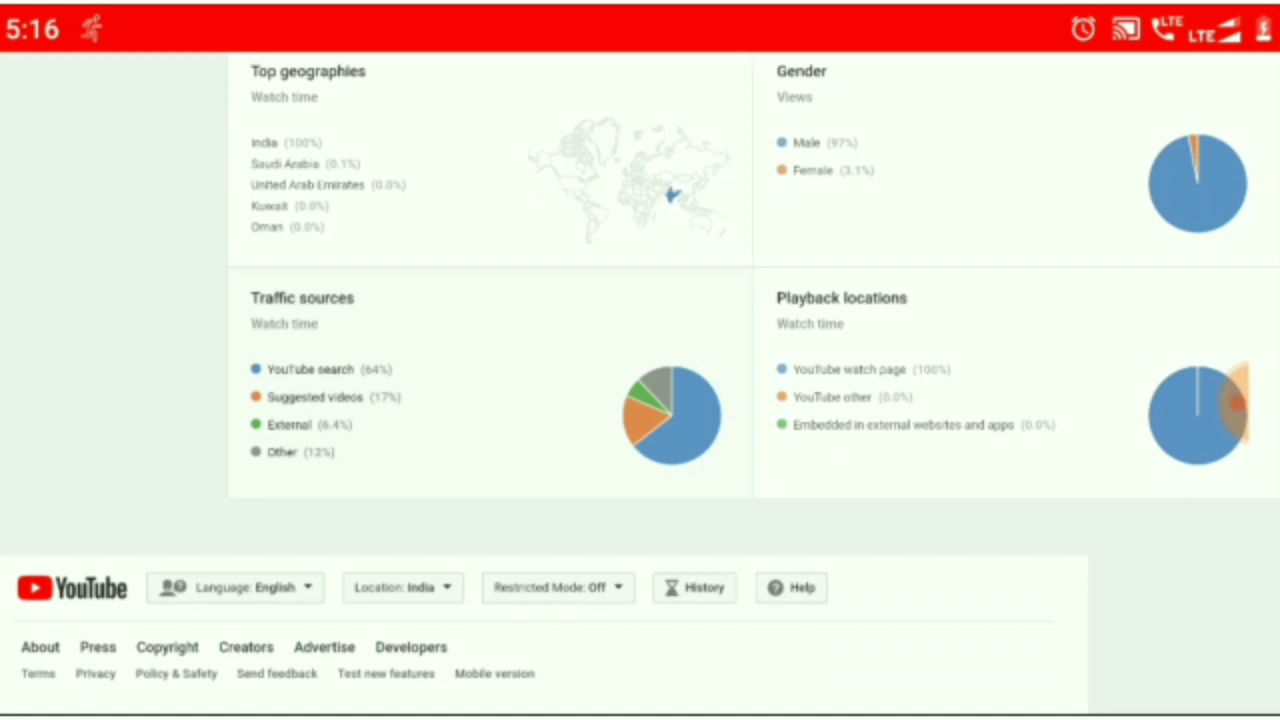 5:16
LTE
LTE
Top geographies
Watch time
India (100%)
Saudi Arabia (0.1%)
United Arab Emirates (0.0%)
Kuwait (0.0%)
Oman (0.0%)
Gender
Views
Male (97%)
Female (3.1%)
Traffic sources
Watch time
YouTube search (64%)
Suggested videos (17%)
External (6.4%)
Other (12%)
Playback locations
Watch time
YouTube watch page (100%)
YouTube other (0.0%)
Embedded in external websites and apps (0.0%)
YouTube Language: English Location: India Restricted Mode: Off History Help
About Press Copyright Creators Advertise Developers
Terms Privacy Policy & Safety Send feedback Test new features Mobile version